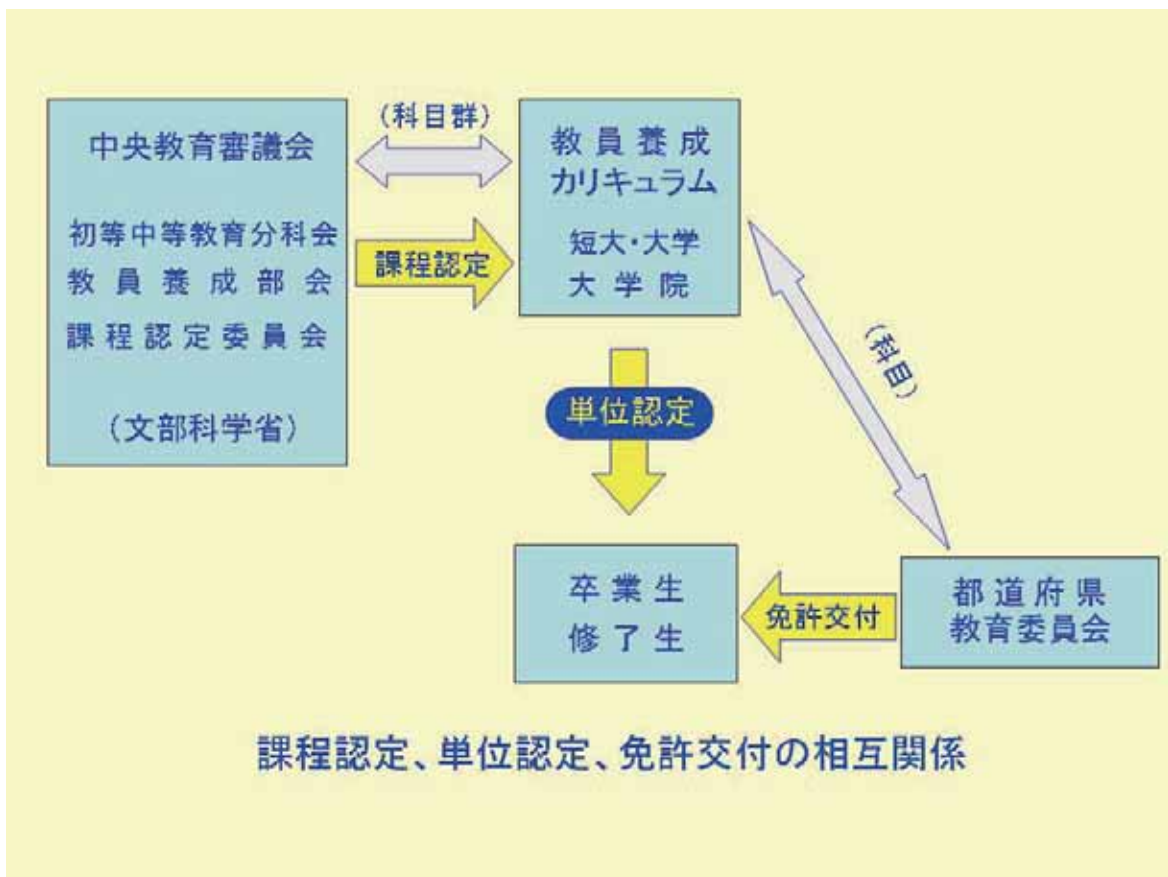 中央教育審議会
初等中等教育分科会
教員養成部会
課程認定委員会
(文部科学省)
(科目群)
課程認定
教員養成
カリキュラム
短大・大学
大学院
(科目)
単位認定
卒業生
修了生
免許交付
都道府県
教育委員会
課程認定、単位認定、免許交付の相互関係